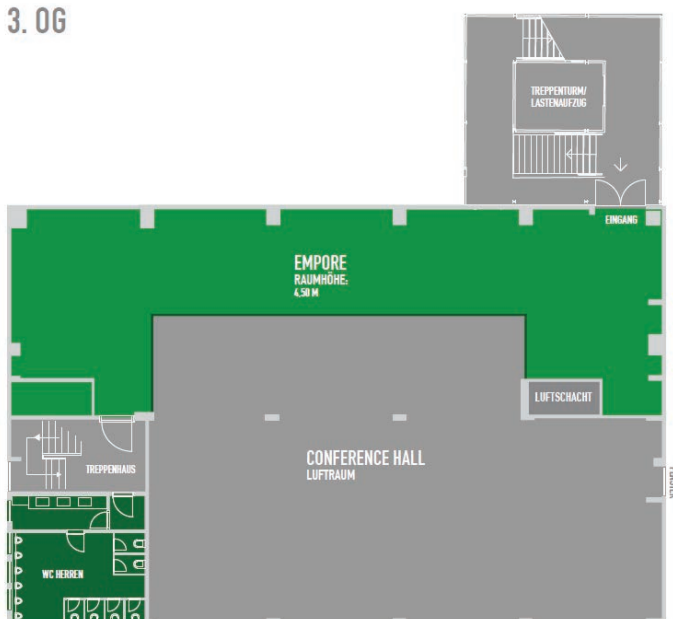 3. OG
TREPPENTURM/
LASTENAUFZUG
EINGANG
EMPORE
RAUMHÖHE:
4,50 M
LUFTSCHACHT
CONFERENCE HALL
LUFTRAUM
TREPPENHAUS
WC HERREN